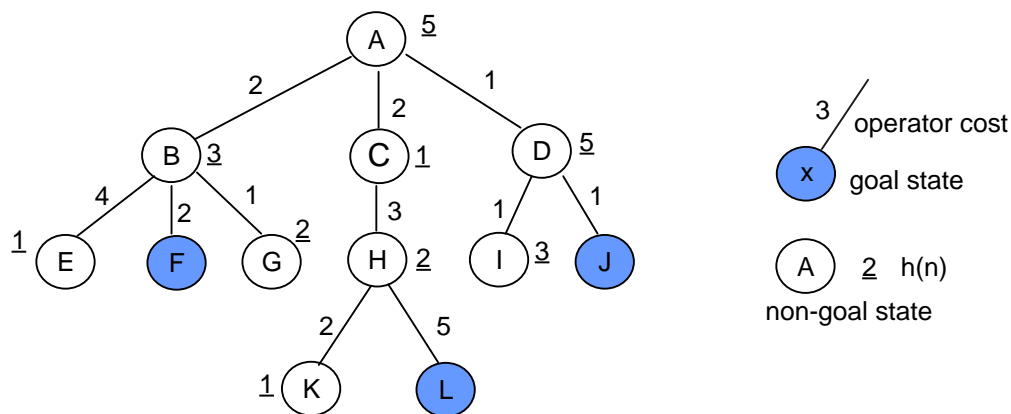 A 5
2 2 1
B 3 C 1 D 5
4 2 1 3 1 1
1 E F G 2 H 2 I 3 J
2 5
1 K L
3 operator cost
x goal state
A 2 h(n)
non-goal state